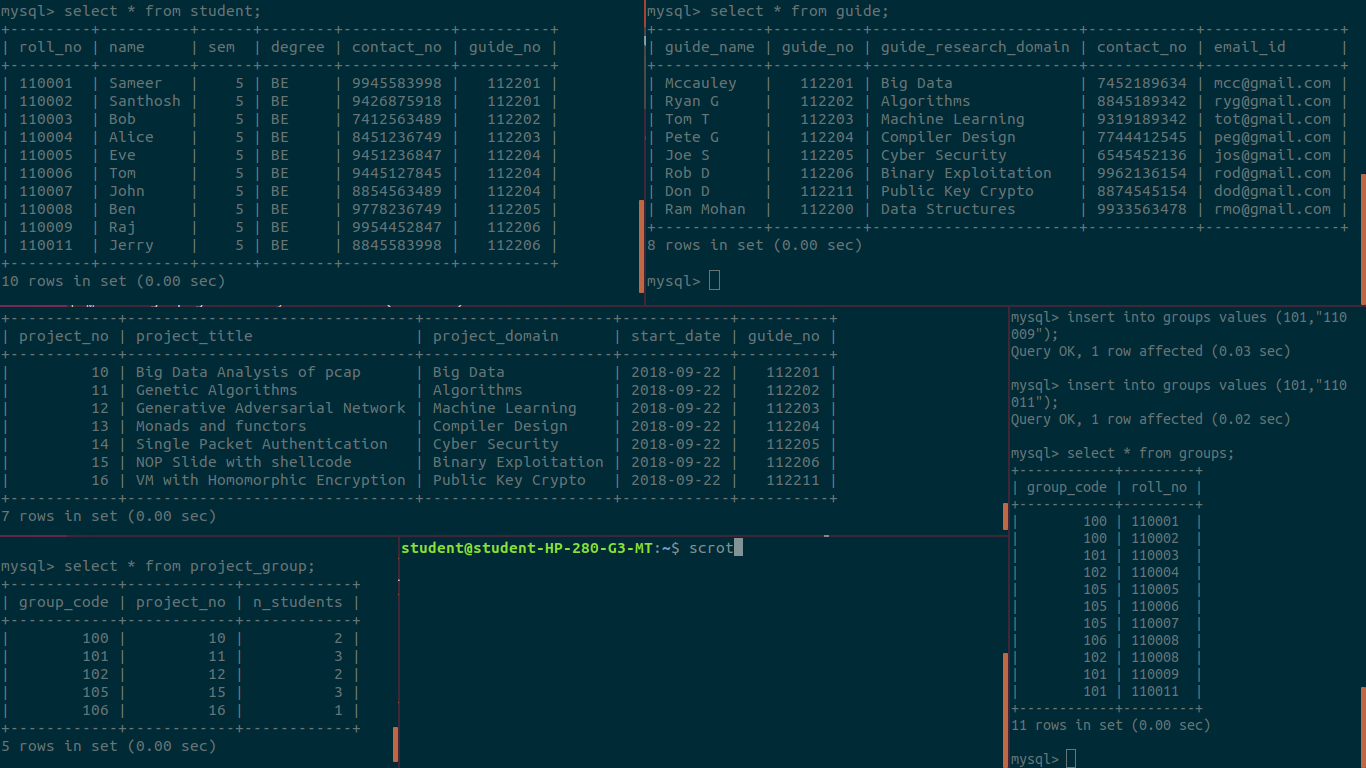 mysql> select * from student;
+---------+----------+------+--------+------------+----------+
| roll_no | name     | sem  | degree | contact_no | guide_no |
+---------+----------+------+--------+------------+----------+
| 110001  | Sameer   |    5 | BE     | 9945583998 |   112201 |
| 110002  | Santhosh |    5 | BE     | 9426875918 |   112201 |
| 110003  | Bob      |    5 | BE     | 7412563489 |   112202 |
| 110004  | Alice    |    5 | BE     | 8451236749 |   112203 |
| 110005  | Eve      |    5 | BE     | 9451236847 |   112204 |
| 110006  | Tom      |    5 | BE     | 9445127845 |   112204 |
| 110007  | John     |    5 | BE     | 8854563489 |   112204 |
| 110008  | Ben      |    5 | BE     | 9778236749 |   112205 |
| 110009  | Raj      |    5 | BE     | 9954452847 |   112206 |
| 110011  | Jerry    |    5 | BE     | 8845583998 |   112206 |
+---------+----------+------+--------+------------+----------+
10 rows in set (0.00 sec)
mysql> select * from guide;
+------------+----------+-----------------------+------------+---------------+
| guide_name | guide_no | guide_research_domain | contact_no | email_id      |
+------------+----------+-----------------------+------------+---------------+
| Mccauley   |   112201 | Big Data              | 7452189634 | mcc@gmail.com |
| Ryan G     |   112202 | Algorithms            | 8845189342 | ryg@gmail.com |
| Tom T      |   112203 | Machine Learning      | 9319189342 | tot@gmail.com |
| Pete G     |   112204 | Compiler Design       | 7744412545 | peg@gmail.com |
| Joe S      |   112205 | Cyber Security        | 6545452136 | jos@gmail.com |
| Rob D      |   112206 | Binary Exploitation   | 9962136154 | rod@gmail.com |
| Don D      |   112211 | Public Key Crypto     | 8874545154 | dod@gmail.com |
| Ram Mohan  |   112200 | Data Structures       | 9933563478 | rmo@gmail.com |
+------------+----------+-----------------------+------------+---------------+
8 rows in set (0.00 sec)
mysql>
+------------+--------------------------------+---------------------+------------+----------+
| project_no | project_title                  | project_domain      | start_date | guide_no |
+------------+--------------------------------+---------------------+------------+----------+
|         10 | Big Data Analysis of pcap      | Big Data            | 2018-09-22 |   112201 |
|         11 | Genetic Algorithms             | Algorithms          | 2018-09-22 |   112202 |
|         12 | Generative Adversarial Network | Machine Learning    | 2018-09-22 |   112203 |
|         13 | Monads and functors            | Compiler Design     | 2018-09-22 |   112204 |
|         14 | Single Packet Authentication   | Cyber Security      | 2018-09-22 |   112205 |
|         15 | NOP Slide with shellcode       | Binary Exploitation | 2018-09-22 |   112206 |
|         16 | VM with Homomorphic Encryption | Public Key Crypto   | 2018-09-22 |   112211 |
+------------+--------------------------------+---------------------+------------+----------+
7 rows in set (0.00 sec)
mysql> select * from project_group;
+------------+------------+------------+
| group_code | project_no | n_students |
+------------+------------+------------+
|        100 |         10 |          2 |
|        101 |         11 |          3 |
|        102 |         12 |          2 |
|        105 |         15 |          3 |
|        106 |         16 |          1 |
+------------+------------+------------+
5 rows in set (0.00 sec)
student@student-HP-280-G3-MT:~$ scrot
mysql> insert into groups values (101,"110
009");
Query OK, 1 row affected (0.03 sec)
mysql> insert into groups values (101,"110
011");
Query OK, 1 row affected (0.02 sec)
mysql> select * from groups;
+------------+---------+
| group_code | roll_no |
+------------+---------+
|        100 | 110001  |
|        100 | 110002  |
|        101 | 110003  |
|        102 | 110004  |
|        105 | 110005  |
|        105 | 110006  |
|        105 | 110007  |
|        106 | 110008  |
|        102 | 110008  |
|        101 | 110009  |
|        101 | 110011  |
+------------+---------+
11 rows in set (0.00 sec)
mysql>